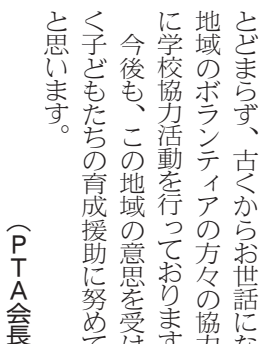 とどまらず、古くからお世話にな
地域のボランティアの方々の協力
に学校協力活動を行っております
今後も、この地域の意思を受け
く子どもたちの育成援助に努めて
と思います。
（ＰＴＡ会長